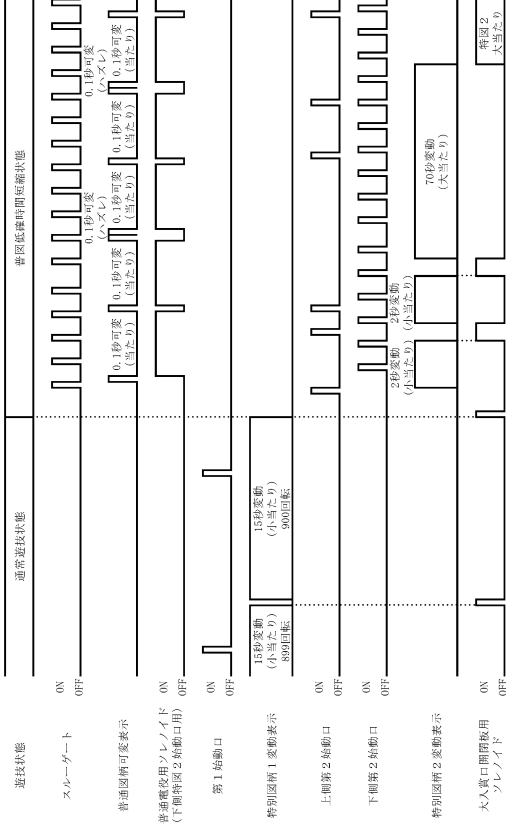 遊技状態
通常遊技状態
普図低確時間短縮状態
スルーゲート
ON
OFF
普通図柄可変表示
0.1秒可変
(当たり)
0.1秒可変
(当たり)
0.1秒可変
(ハズレ)
0.1秒可変
(当たり)
0.1秒可変
(当たり)
0.1秒可変
(ハズレ)
0.1秒可変
(当たり)
普通電役用ソレノイド
(下側特図2始動口用)
ON
OFF
第1始動口
ON
OFF
特別図柄1変動表示
15秒変動
(小当たり)
899回転
15秒変動
(小当たり)
900回転
上側第2始動口
ON
OFF
下側第2始動口
ON
OFF
特別図柄2変動表示
2秒変動
(小当たり)
2秒変動
(小当たり)
70秒変動
(大当たり)
大入賞口開閉板用
ソレノイド
ON
OFF
特図2
大当たり